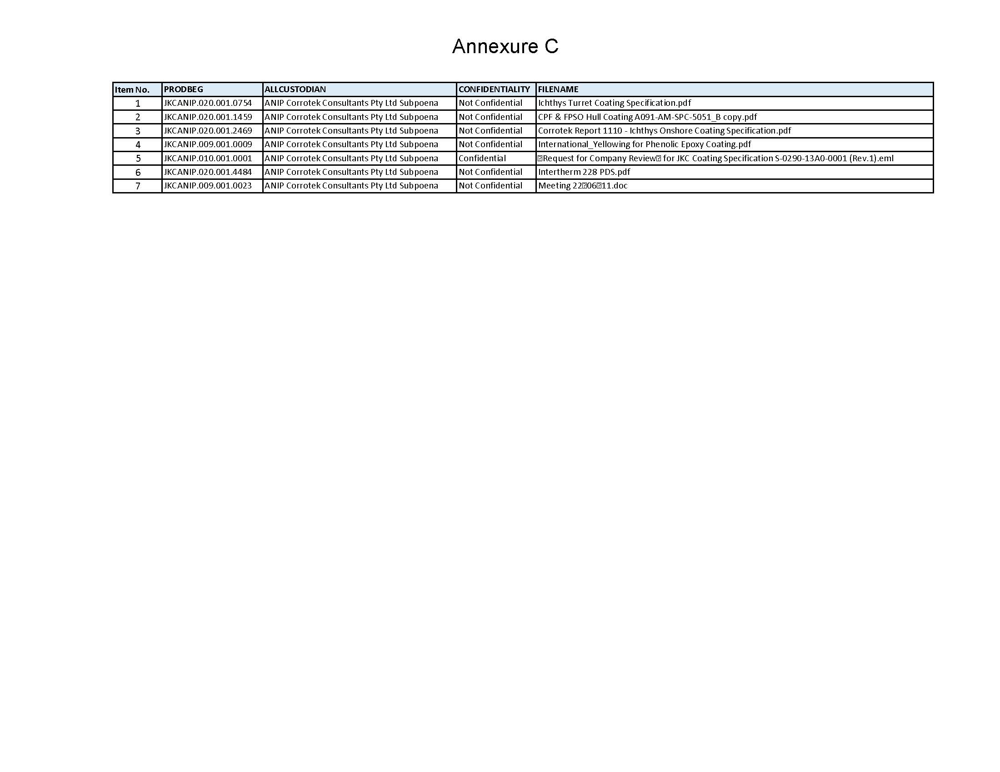 Annexure C
Item No. PRODBEG ALLCUSTODIAN CONFIDENTIALITY FILENAME
1 JKCANIP.020.001.0754 ANIP Corrotek Consultants Pty Ltd Subpoena Not Confidential Ichthys Turret Coating Specification.pdf
2 JKCANIP.020.001.1459 ANIP Corrotek Consultants Pty Ltd Subpoena Not Confidential CPF & FPSO Hull Coating A091-AM-SPC-5051_B copy.pdf
3 JKCANIP.020.001.2469 ANIP Corrotek Consultants Pty Ltd Subpoena Not Confidential Corrotek Report 1110 - Ichthys Onshore Coating Specification.pdf
4 JKCANIP.009.001.0009 ANIP Corrotek Consultants Pty Ltd Subpoena Not Confidential International_Yellowing for Phenolic Epoxy Coating.pdf
5 JKCANIP.010.001.0001 ANIP Corrotek Consultants Pty Ltd Subpoena Confidential 􀀀Request for Company Review􀀀 for JKC Coating Specification S-0290-13A0-0001 (Rev.1).eml
6 JKCANIP.020.001.4484 ANIP Corrotek Consultants Pty Ltd Subpoena Not Confidential Intertherm 228 PDS.pdf
7 JKCANIP.009.001.0023 ANIP Corrotek Consultants Pty Ltd Subpoena Not Confidential Meeting 22􀀀06􀀀11.doc